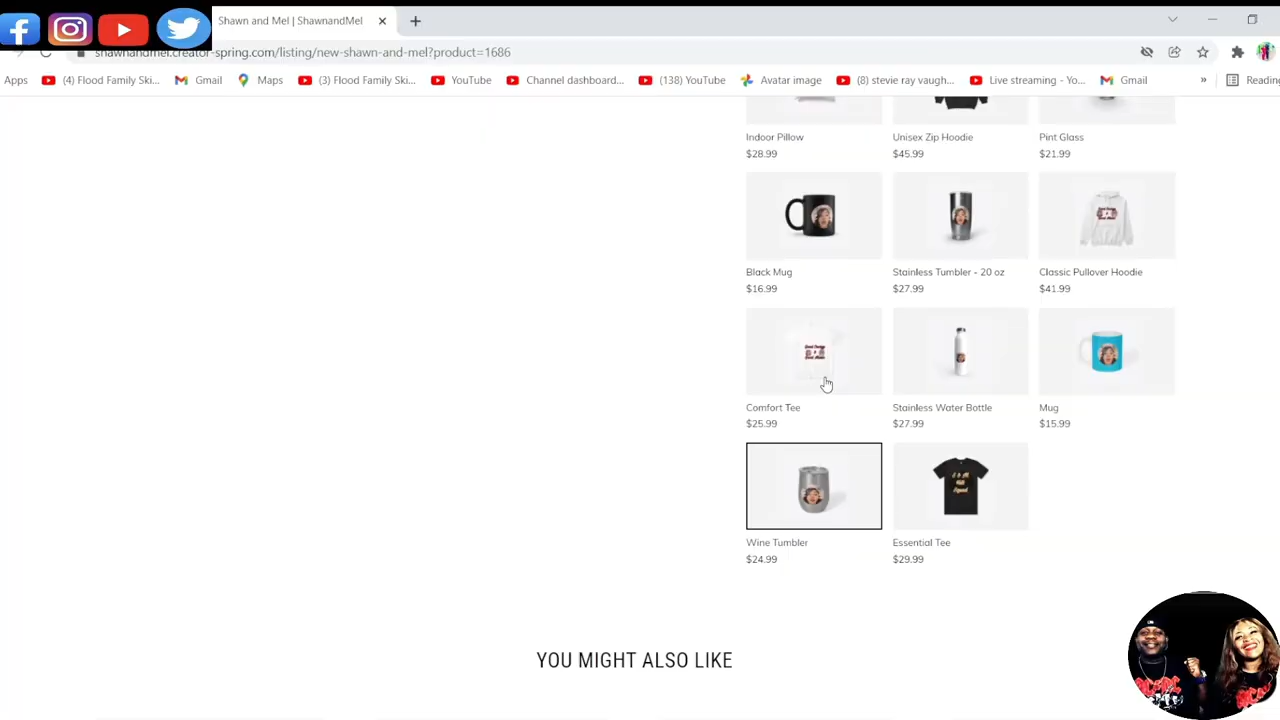 Shawn and Mel | ShawnandMel
shawnandmel.creator-spring.com/listing/new-shawn-and-mel?product=1686
Apps
(4) Flood Family Ski...
Gmail
Maps
(3) Flood Family Ski...
YouTube
Channel dashboard...
(138) YouTube
Avatar image
(8) stevie ray vaugh...
Live streaming - Yo...
Gmail
»
Reading
Indoor Pillow
$28.99
Unisex Zip Hoodie
$45.99
Pint Glass
$21.99
Black Mug
$16.99
Stainless Tumbler - 20 oz
$27.99
Classic Pullover Hoodie
$41.99
Comfort Tee
$25.99
Stainless Water Bottle
$27.99
Mug
$15.99
Wine Tumbler
$24.99
Essential Tee
$29.99
YOU MIGHT ALSO LIKE